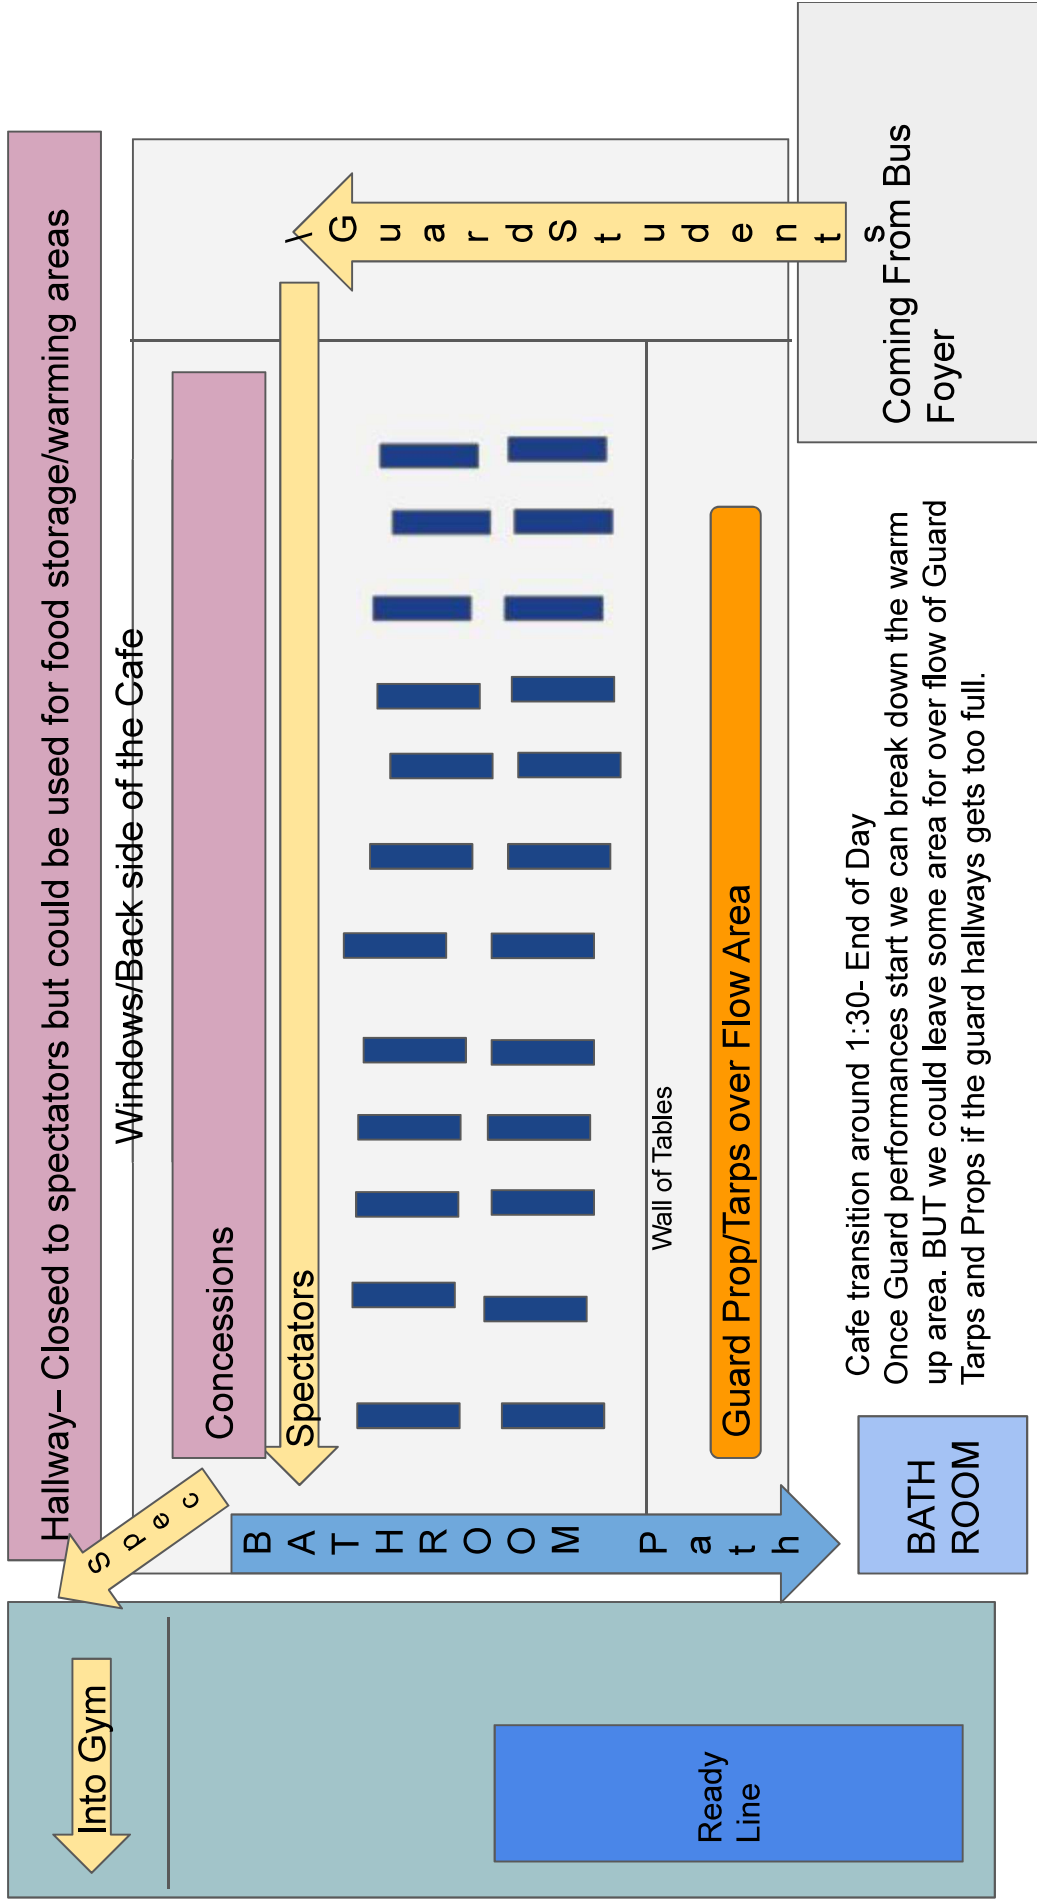 Hallway– Closed to spectators but could be used for food storage/warming areas
Windows/Back side of the Cafe
Concessions
Spectators
Spec
/GuardStudents
Coming From Bus
Foyer
Wall of Tables
Guard Prop/Tarps over Flow Area
BATHROOM Path
Into Gym
Ready
Line
BATH
ROOM
Cafe transition around 1:30- End of Day
Once Guard performances start we can break down the warm
up area. BUT we could leave some area for over flow of Guard
Tarps and Props if the guard hallways gets too full.